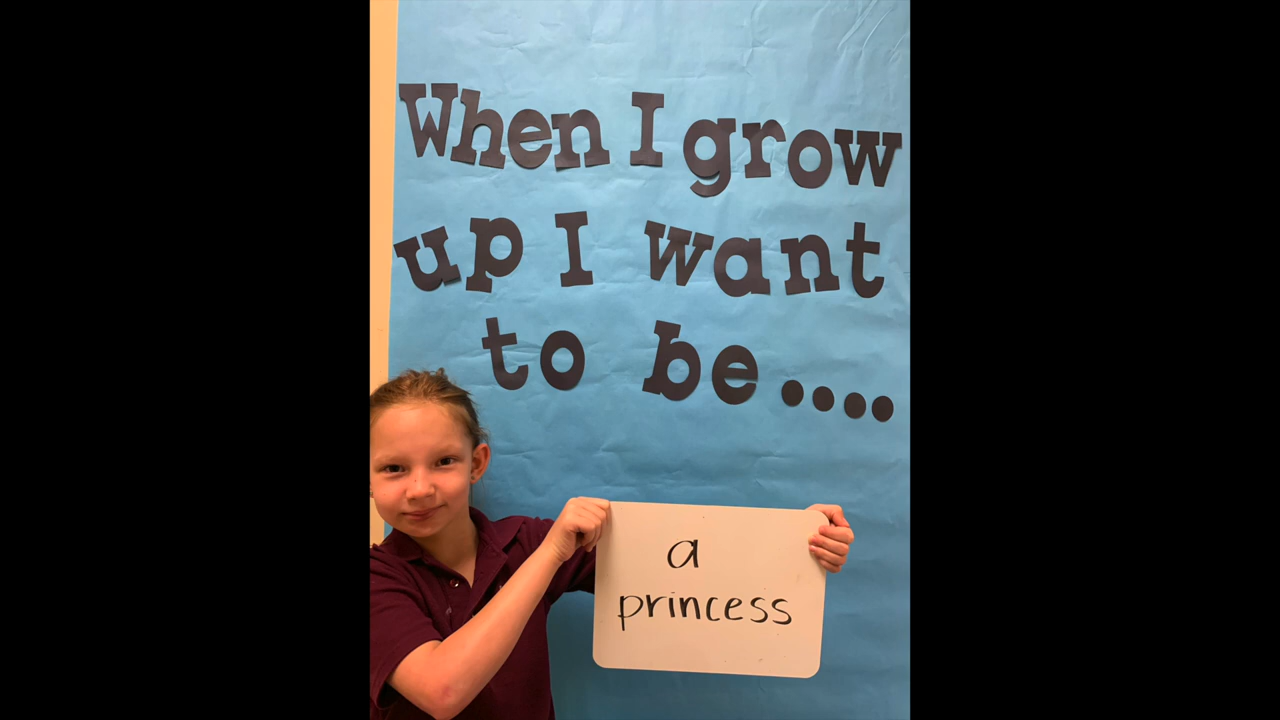 When I grow
up I want
to be....
a
princess